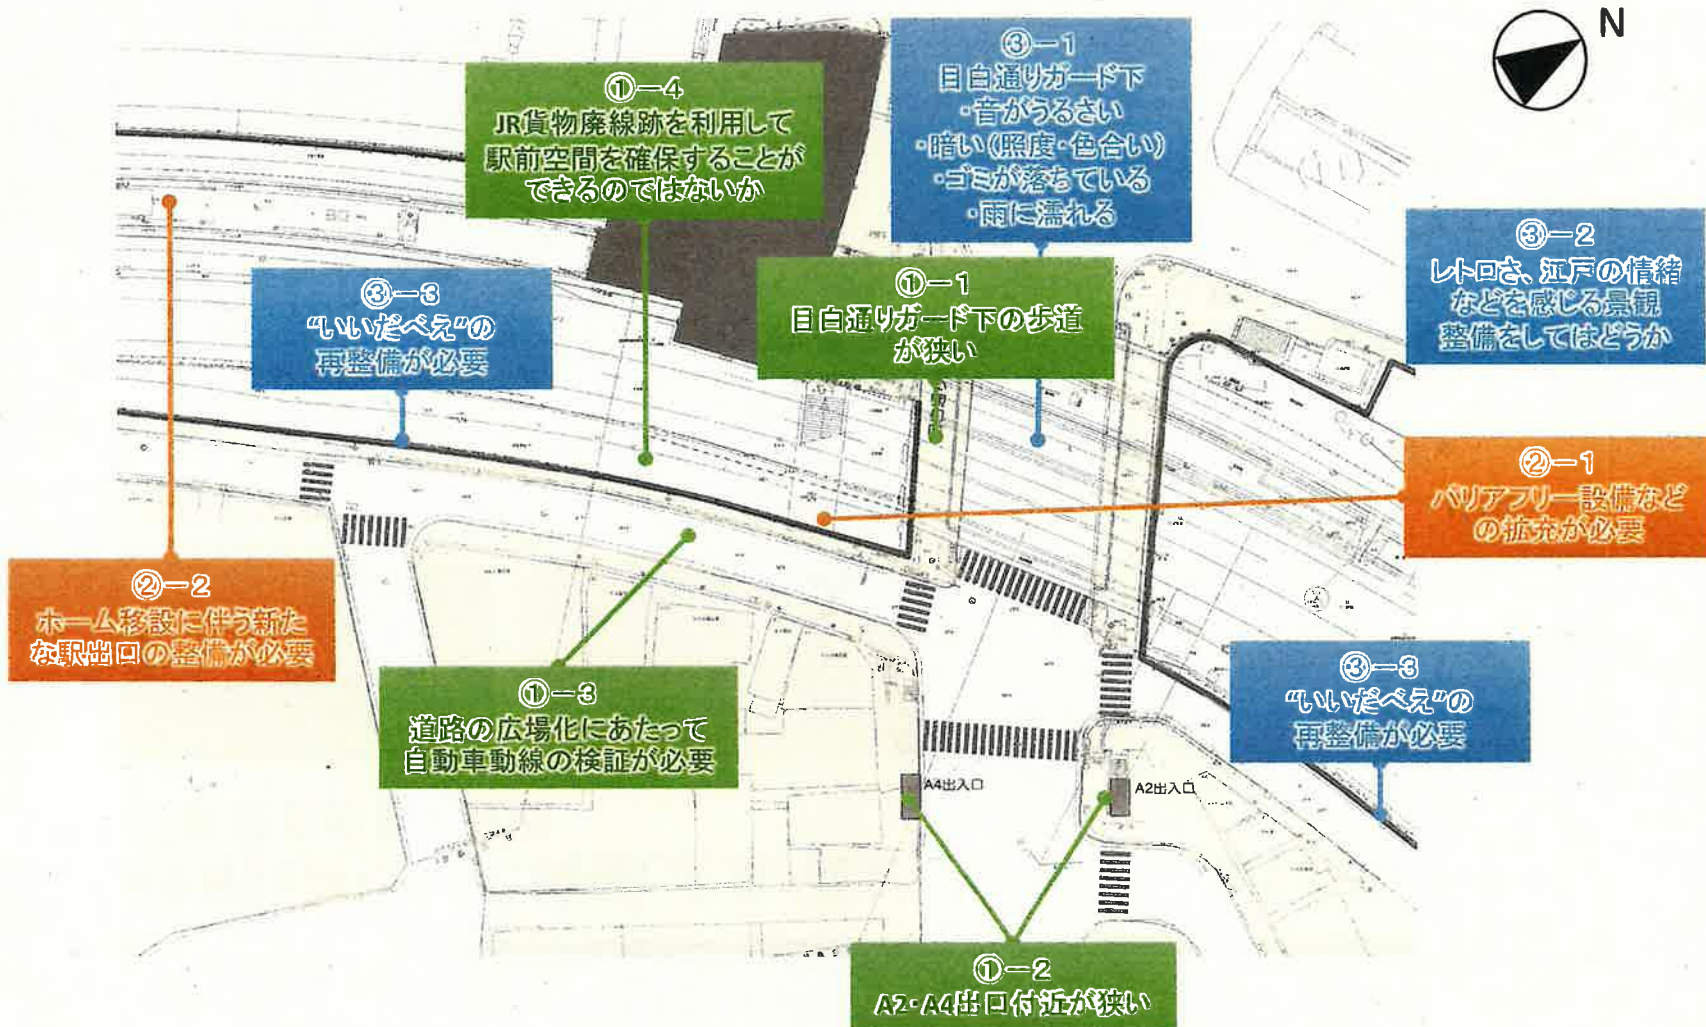 N
①-4
JR貨物廃線跡を利用して
駅前空間を確保することが
できるのではないか
③-1
目白通りガード下
・音がうるさい
・暗い(照度・色合い)
・ゴミが落ちている
・雨に濡れる
③-2
レトロさ、江戸の情緒
などを感じる景観
整備をしてはどうか
③-3
“いいだべえ”の
再整備が必要
①-1
目白通りガード下の歩道
が狭い
②-1
バリアフリー設備など
の拡充が必要
②-2
ホーム移設に伴う新た
な駅出口の整備が必要
①-3
道路の広場化にあたって
自動車動線の検証が必要
③-3
“いいだべえ”の
再整備が必要
A4出入口
A2出入口
①-2
A2・A4出口付近が狭い